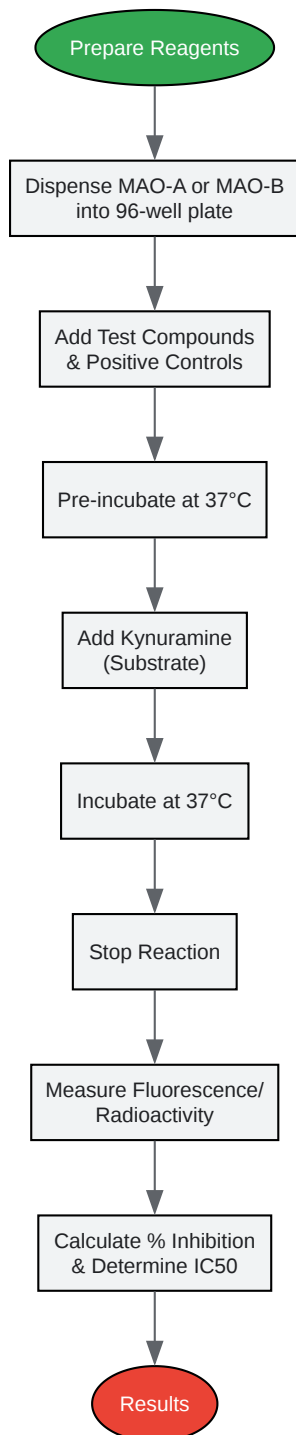 Prepare Reagents
Dispense MAO-A or MAO-B
into 96-well plate
Add Test Compounds
& Positive Controls
Pre-incubate at 37°C
Add Kynuramine
(Substrate)
Incubate at 37°C
Stop Reaction
Measure Fluorescence/
Radioactivity
Calculate % Inhibition
& Determine IC50
Results